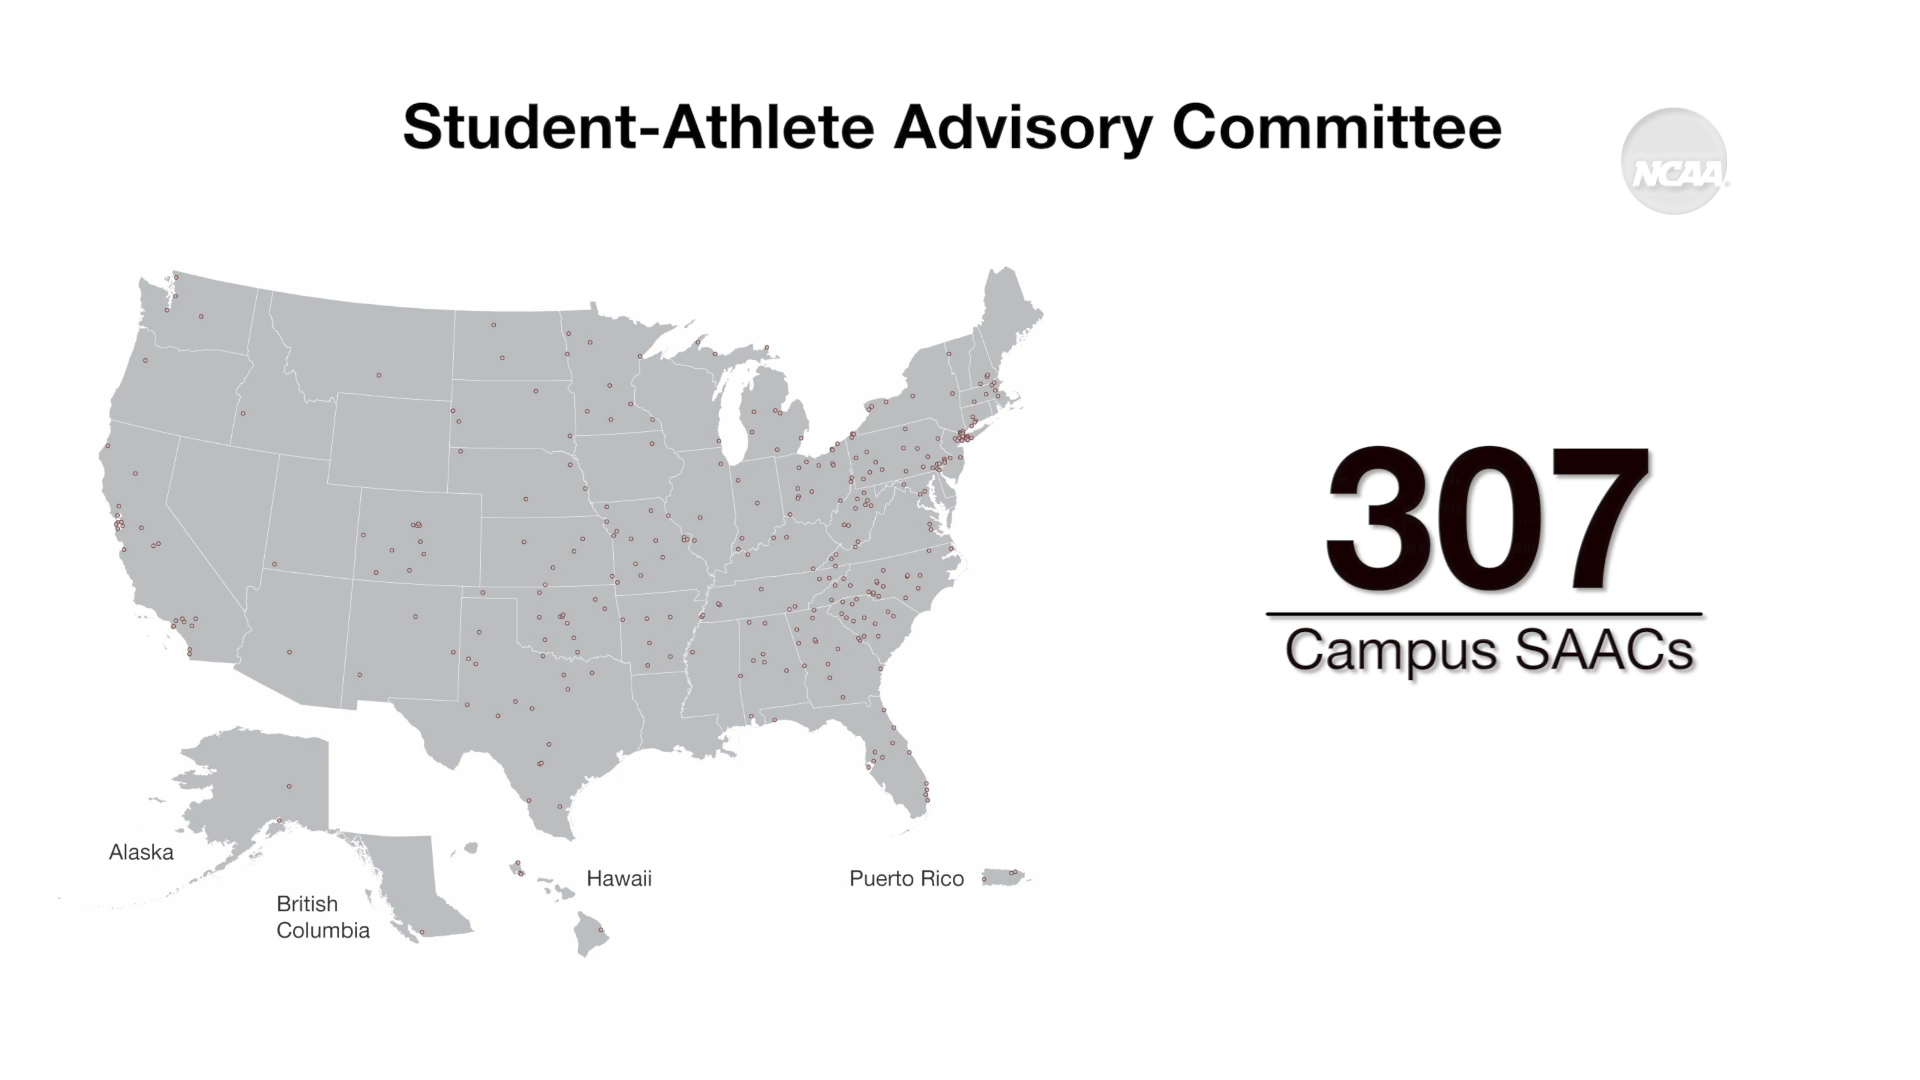 Student-Athlete Advisory Committee
NCAA
307
Campus SAACs
Alaska
British
Columbia
Hawaii
Puerto Rico